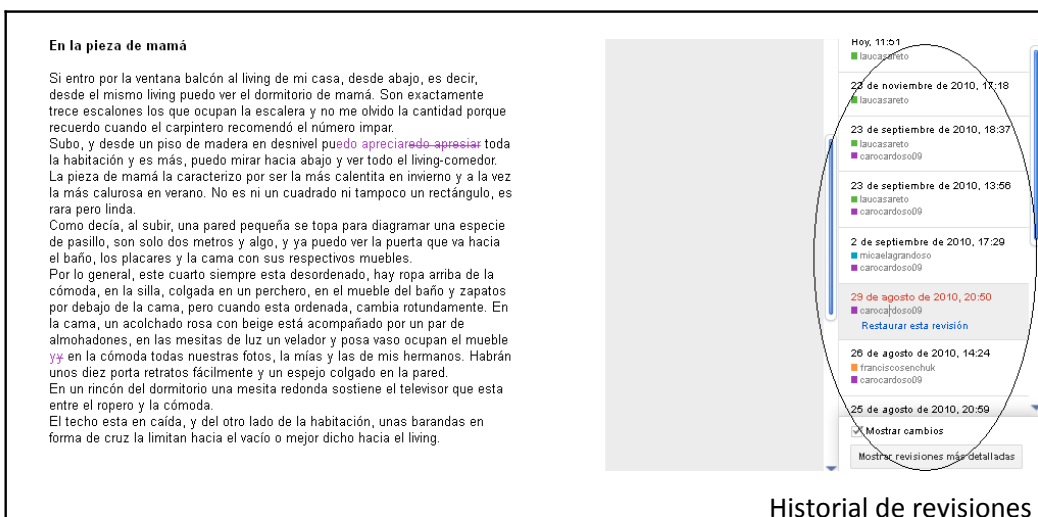 En la pieza de mamá
Si entro por la ventana balcón al living de mi casa, desde abajo, es decir,
desde el mismo living puedo ver el dormitorio de mamá. Son exactamente
trece escalones los que ocupan la escalera y no me olvido la cantidad porque
recuerdo cuando el carpintero recomendó el número impar.
Subo, y desde un piso de madera en desnivel puedo apreciaredo apresiar toda
la habitación y es más, puedo mirar hacia abajo y ver todo el living-comedor.
La pieza de mamá la caracterizo por ser la más calentita en invierno y a la vez
la más calurosa en verano. No es ni un cuadrado ni tampoco un rectángulo, es
rara pero linda.
Como decía, al subir, una pared pequeña se topa para diagramar una especie
de pasillo, son solo dos metros y algo, y ya puedo ver la puerta que va hacia
el baño, los placares y la cama con sus respectivos muebles.
Por lo general, este cuarto siempre esta desordenado, hay ropa arriba de la
cómoda, en la silla, colgada en un perchero, en el mueble del baño y zapatos
por debajo de la cama, pero cuando esta ordenada, cambia rotundamente. En
la cama, un acolchado rosa con beige está acompañado por un par de
almohadones, en las mesitas de luz un velador y posa vaso ocupan el mueble
yy en la cómoda todas nuestras fotos, la mías y las de mis hermanos. Habrán
unos diez porta retratos fácilmente y un espejo colgado en la pared.
En un rincón del dormitorio una mesita redonda sostiene el televisor que esta
entre el ropero y la cómoda.
El techo esta en caída, y del otro lado de la habitación, unas barandas en
forma de cruz la limitan hacia el vacío o mejor dicho hacia el living.
Hoy, 11:51
laucasareto
23 de noviembre de 2010, 17:18
laucasareto
23 de septiembre de 2010, 18:37
laucasareto
carocardoso09
23 de septiembre de 2010, 13:56
laucasareto
carocardoso09
2 de septiembre de 2010, 17:29
micaelagrandoso
carocardoso09
29 de agosto de 2010, 20:50
carocardoso09
Restaurar esta revisión
26 de agosto de 2010, 14:24
franciscosenchuk
carocardoso09
25 de agosto de 2010, 20:59
Mostrar cambios
Mostrar revisiones más detalladas
Historial de revisiones